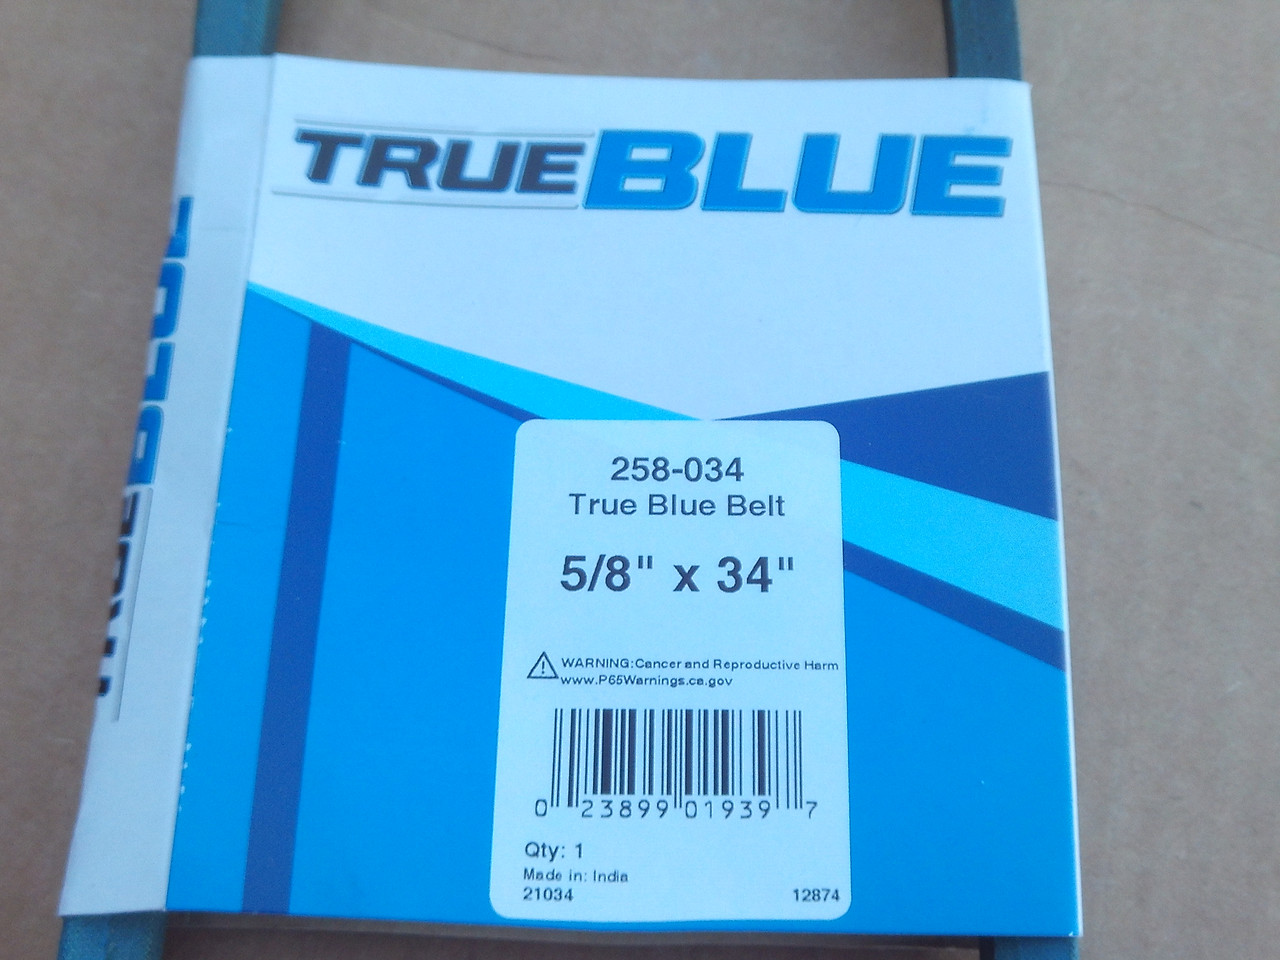 TRUEBLUE
TRUEBLUE
258-034
True Blue Belt
5/8" x 34"
WARNING:Cancer and Reproductive Harm
www.P65Warnings.ca.gov
0 23899 01939 7
Qty: 1
Made in: India
21034 12874